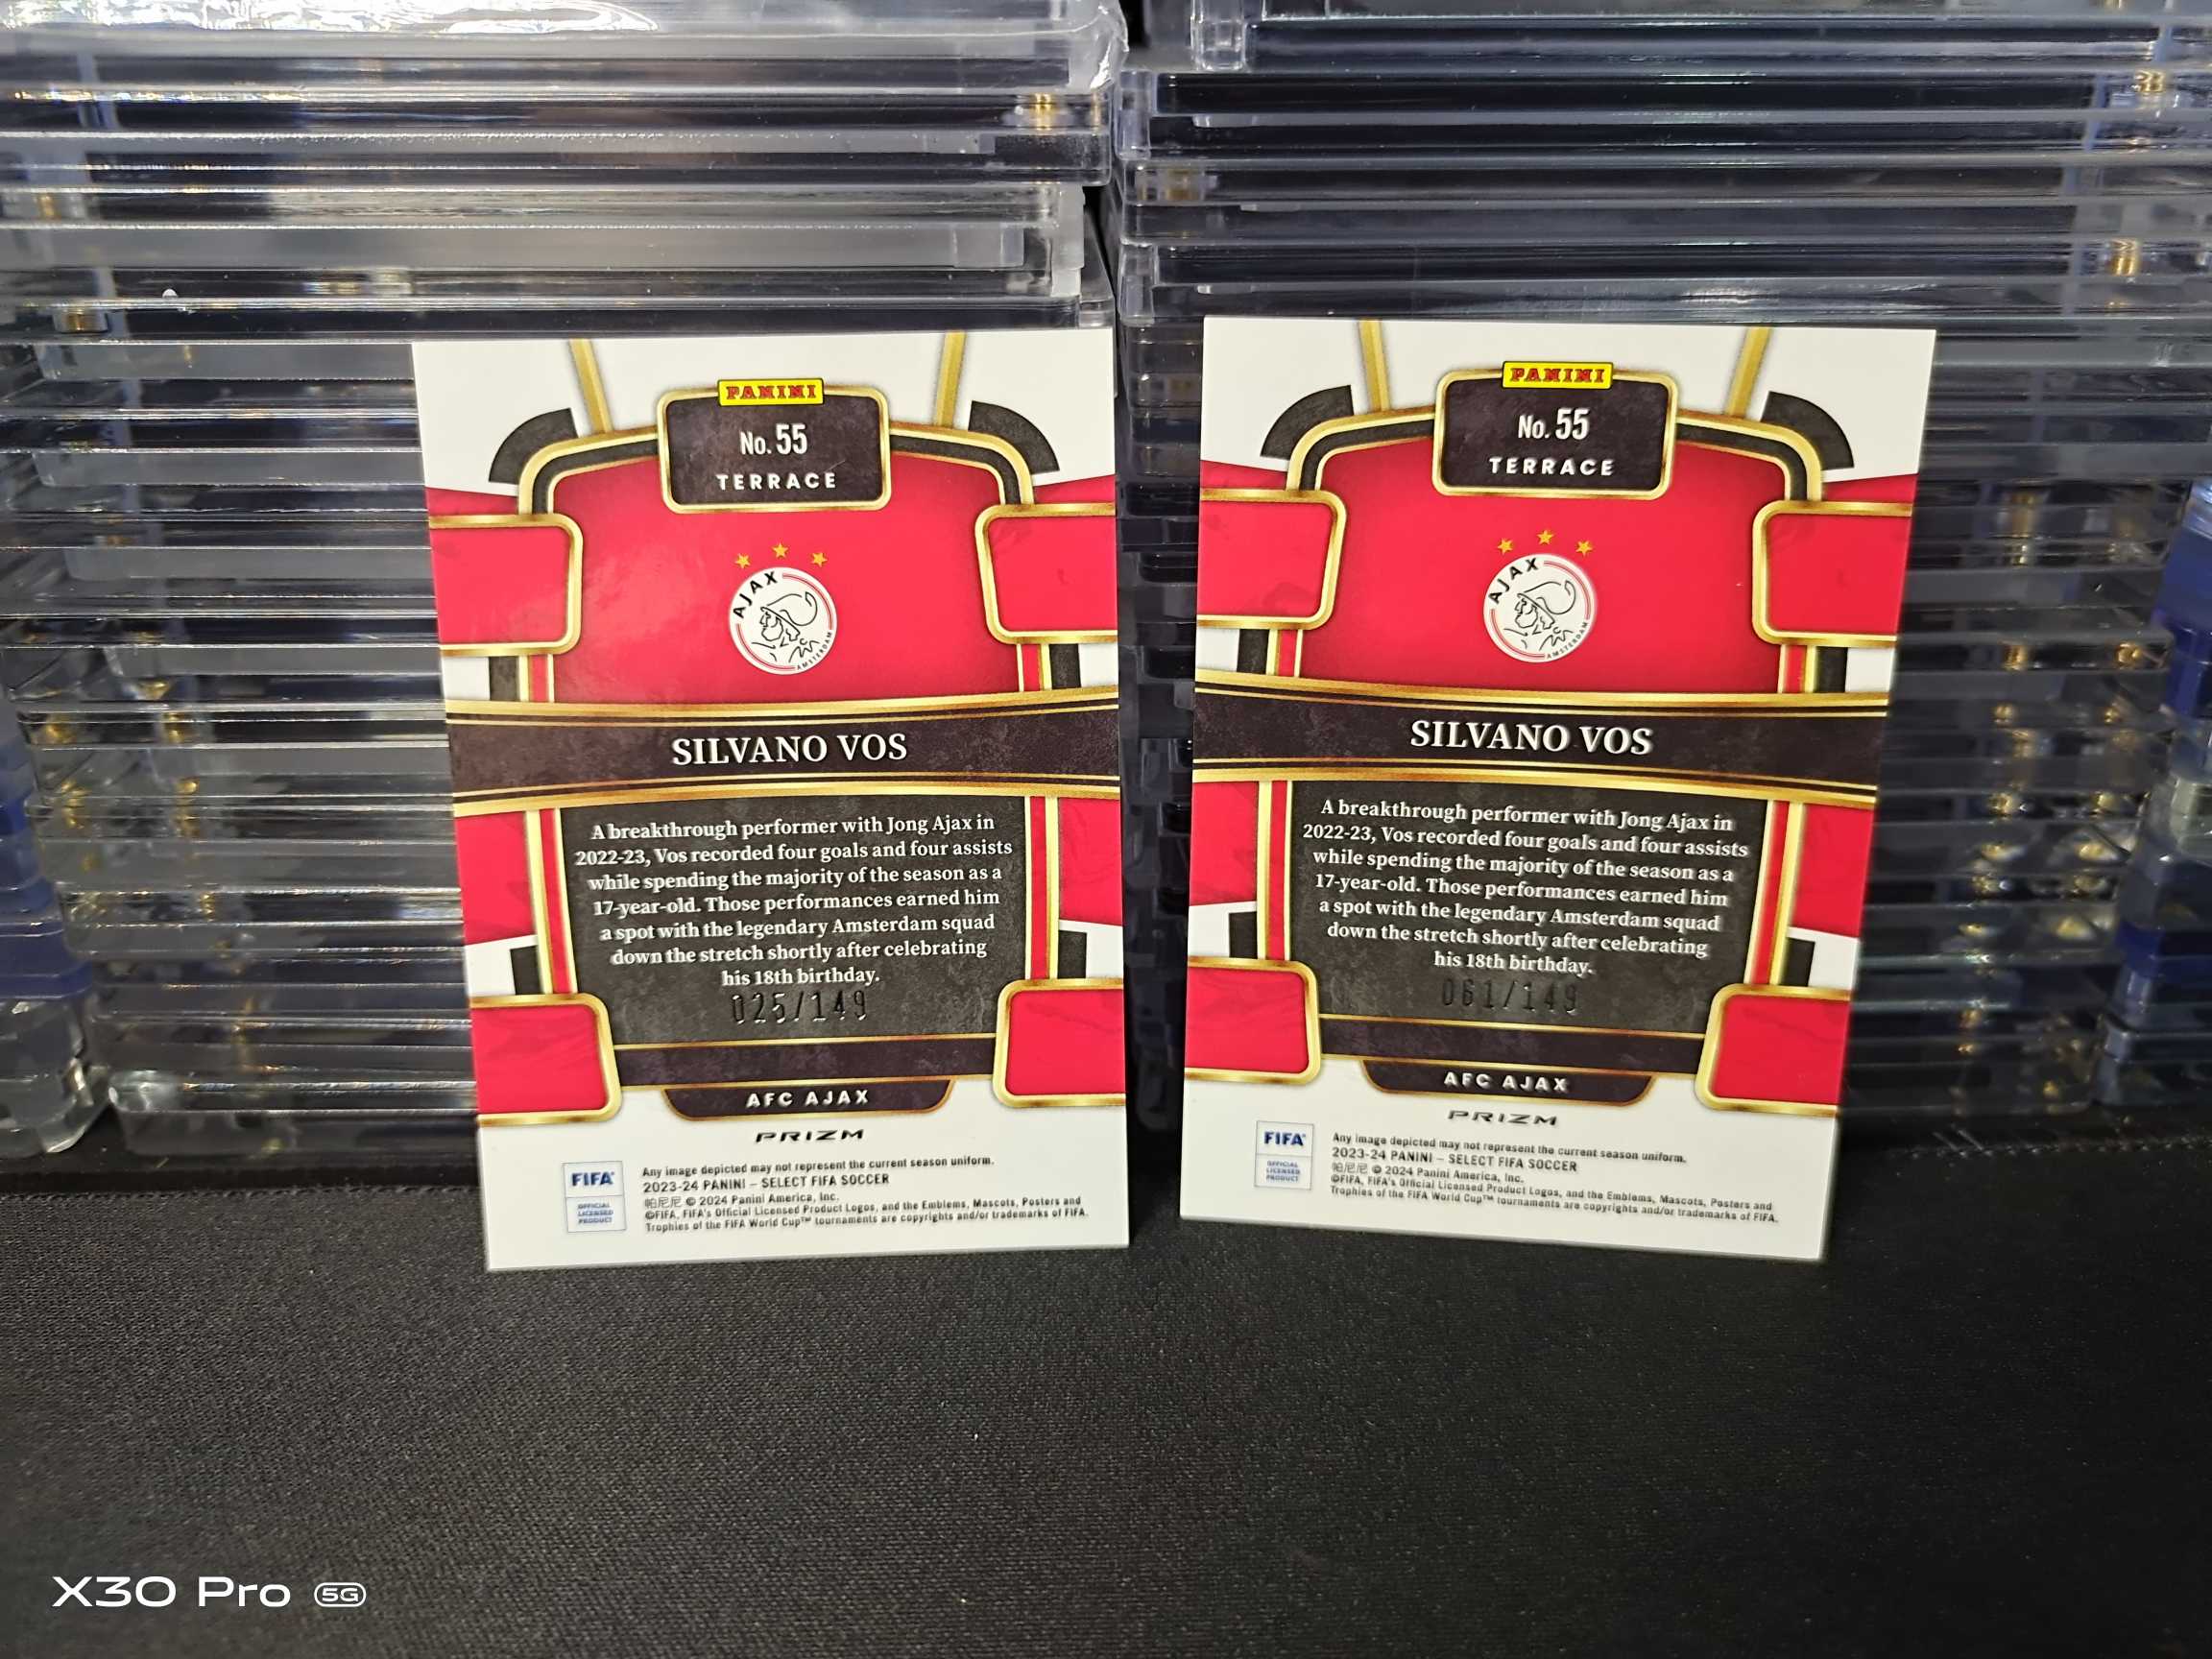 PANINI
No. 55
TERRACE
AJAX
AMSTERDAM
SILVANO VOS
A breakthrough performer with Jong Ajax in
2022-23, Vos recorded four goals and four assists
while spending the majority of the season as a
17-year-old. Those performances earned him
a spot with the legendary Amsterdam squad
down the stretch shortly after celebrating
his 18th birthday.
025/149
AFC AJAX
PRIZM
FIFA
OFFICIAL
LICENSED
PRODUCT
Any image depicted may not represent the current season uniform.
2023-24 PANINI – SELECT FIFA SOCCER
帕尼尼 © 2024 Panini America, Inc.
©FIFA, FIFA's Official Licensed Product Logos, and the Emblems, Mascots, Posters and
Trophies of the FIFA World Cup™ tournaments are copyrights and/or trademarks of FIFA.
PANINI
No. 55
TERRACE
AJAX
AMSTERDAM
SILVANO VOS
A breakthrough performer with Jong Ajax in
2022-23, Vos recorded four goals and four assists
while spending the majority of the season as a
17-year-old. Those performances earned him
a spot with the legendary Amsterdam squad
down the stretch shortly after celebrating
his 18th birthday.
061/149
AFC AJAX
PRIZM
FIFA
OFFICIAL
LICENSED
PRODUCT
Any image depicted may not represent the current season uniform.
2023-24 PANINI – SELECT FIFA SOCCER
帕尼尼 © 2024 Panini America, Inc.
©FIFA, FIFA's Official Licensed Product Logos, and the Emblems, Mascots, Posters and
Trophies of the FIFA World Cup™ tournaments are copyrights and/or trademarks of FIFA.
X30 Pro 5G